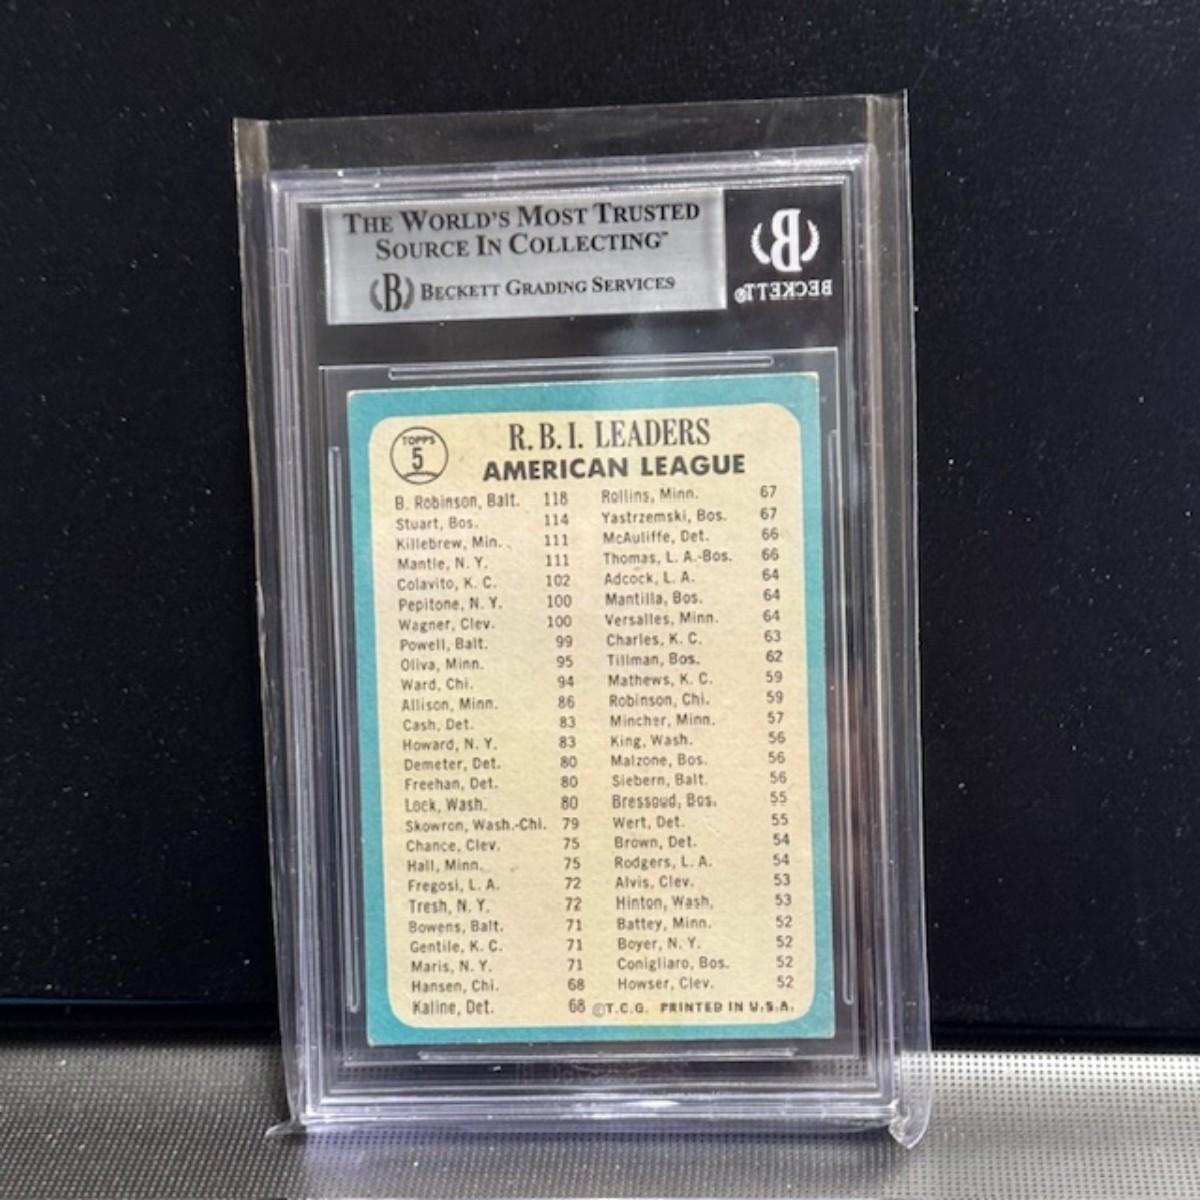 THE WORLD'S MOST TRUSTED
SOURCE IN COLLECTING™
B BECKETT GRADING SERVICES
B
BECKETT®
TOPPS
5
R.B.I. LEADERS
AMERICAN LEAGUE
B. Robinson, Balt. 118
Stuart, Bos. 114
Killebrew, Min. 111
Mantle, N. Y. 111
Colavito, K. C. 102
Pepitone, N. Y. 100
Wagner, Clev. 100
Powell, Balt. 99
Oliva, Minn. 95
Ward, Chi. 94
Allison, Minn. 86
Cash, Det. 83
Howard, N. Y. 83
Demeter, Det. 80
Freehan, Det. 80
Lock, Wash. 80
Skowron, Wash.-Chi. 79
Chance, Clev. 75
Hall, Minn. 75
Fregosi, L. A. 72
Tresh, N. Y. 72
Bowens, Balt. 71
Gentile, K. C. 71
Maris, N. Y. 71
Hansen, Chi. 68
Kaline, Det. 68
Rollins, Minn. 67
Yastrzemski, Bos. 67
McAuliffe, Det. 66
Thomas, L. A.-Bos. 66
Adcock, L. A. 64
Mantilla, Bos. 64
Versalles, Minn. 64
Charles, K. C. 63
Tillman, Bos. 62
Mathews, K. C. 59
Robinson, Chi. 59
Mincher, Minn. 57
King, Wash. 56
Malzone, Bos. 56
Siebern, Balt. 56
Bressoud, Bos. 55
Wert, Det. 55
Brown, Det. 54
Rodgers, L. A. 54
Alvis, Clev. 53
Hinton, Wash. 53
Battey, Minn. 52
Boyer, N. Y. 52
Conigliaro, Bos. 52
Howser, Clev. 52
©T.C.G. PRINTED IN U.S.A.